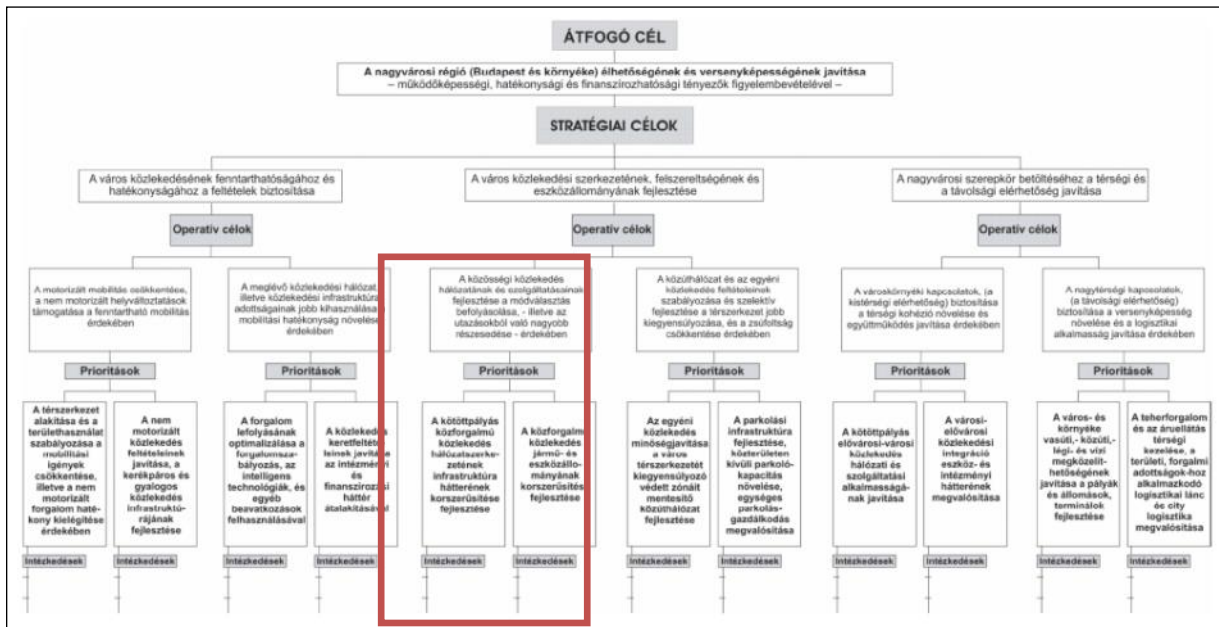 ÁTFOGÓ CÉL
A nagyvárosi régió (Budapest és környéke) élhetőségének és versenyképességének javítása
– működőképességi, hatékonysági és finanszírozhatósági tényezők figyelembevételével –
STRATÉGIAI CÉLOK
A város közlekedésének fenntarthatóságához és
hatékonyságához a feltételek biztosítása
A város közlekedési szerkezetének, felszereltségének és
eszközállományának fejlesztése
A nagyvárosi szerepkör betöltéséhez a térségi és
a távolsági elérhetőség javítása
Operatív célok
Operatív célok
Operatív célok
A motorizált mobilitás csökkentése,
a nem motorizált helyváltoztatások
támogatása a fenntartható mobilitás
érdekében
A meglévő közlekedési hálózat,
illetve közlekedési infrastruktúra
adottságainak jobb kihasználása a
mobilitási hatékonyság növelése
érdekében
A közösségi közlekedés
hálózatának és szolgáltatásainak
fejlesztése a módválasztás
befolyásolása, - illetve az
utazásokból való nagyobb
részesedése - érdekében
A közúthálózat és az egyéni
közlekedés feltételeinek
szabályozása és szelektív
fejlesztése a térszerkezet jobb
kiegyensúlyozása, és a zsúfoltság
csökkentése érdekében
A városkörnyéki kapcsolatok, (a
kistérségi elérhetőség) biztosítása
a térségi kohézió növelése és
együttműködés javítása érdekében
A nagytérségi kapcsolatok,
(a távolsági elérhetőség)
biztosítása a versenyképesség
növelése és a logisztikai
alkalmasság javítása érdekében
Prioritások
Prioritások
Prioritások
Prioritások
Prioritások
Prioritások
A térszerkezet
alakítása és a
területhasználat
szabályozása a
mobilitási
igények
csökkentése,
illetve a nem
motorizált
forgalom haté-
kony kielégítése
érdekében
A nem
motorizált
közlekedés
feltételeinek
javítása, a
kerékpáros és
gyalogos
közlekedés
infrastruktú-
rájának
fejlesztése
A forgalom
lefolyásának
optimalizálása a
forgalomsza-
bályozás, az
intelligens
technológiák, és
egyéb
beavatkozások
felhasználásával
A közlekedés
keretfeltéte-
leinek javítása
az intézményi
és
finanszírozási
háttér
átalakításával
A kötöttpályás
közforgalmú
közlekedés
hálózatszerke-
zetének
infrastruktúra
hátterének
korszerűsítése
fejlesztése
A közforgalmú
közlekedés
jármű- és
eszközállo-
mányának
korszerűsítése
fejlesztése
Az egyéni
közlekedés
minőségjavítása
a város
térszerkezetét
kiegyensúlyozó
védett zónáit
mentesítő
közúthálózat
fejlesztése
A parkolási
infrastruktúra
fejlesztése,
közterületen
kívüli parkoló-
kapacitás
növelése,
egységes
parkolás-
gazdálkodás
megvalósítása
A kötöttpályás
elővárosi-városi
közlekedés
hálózati és
szolgáltatási
alkalmasságá-
nak javítása
A városi-
elővárosi
közlekedési
integráció
eszköz- és
intézményi
hátterének
megvalósítása
A város- és
környéke
vasúti,- közúti,-
légi- és vízi
megközelít-
hetőségének
javítása a pályák
és állomások,
terminálok
fejlesztése
A teherforgalom
és az áruellátás
térségi
kezelése, a
területi, forgalmi
adottságok-hoz
alkalmazkodó
logisztikai lánc
és city
logisztika
megvalósítása
Intézkedések
Intézkedések
Intézkedések
Intézkedések
Intézkedések
Intézkedések
Intézkedések
Intézkedések
Intézkedések
Intézkedések
Intézkedések
Intézkedések